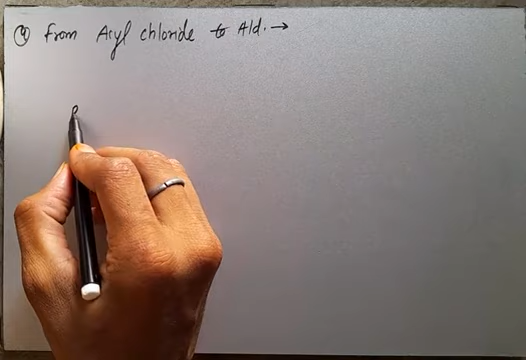 ④ From Acyl chloride to Ald. →